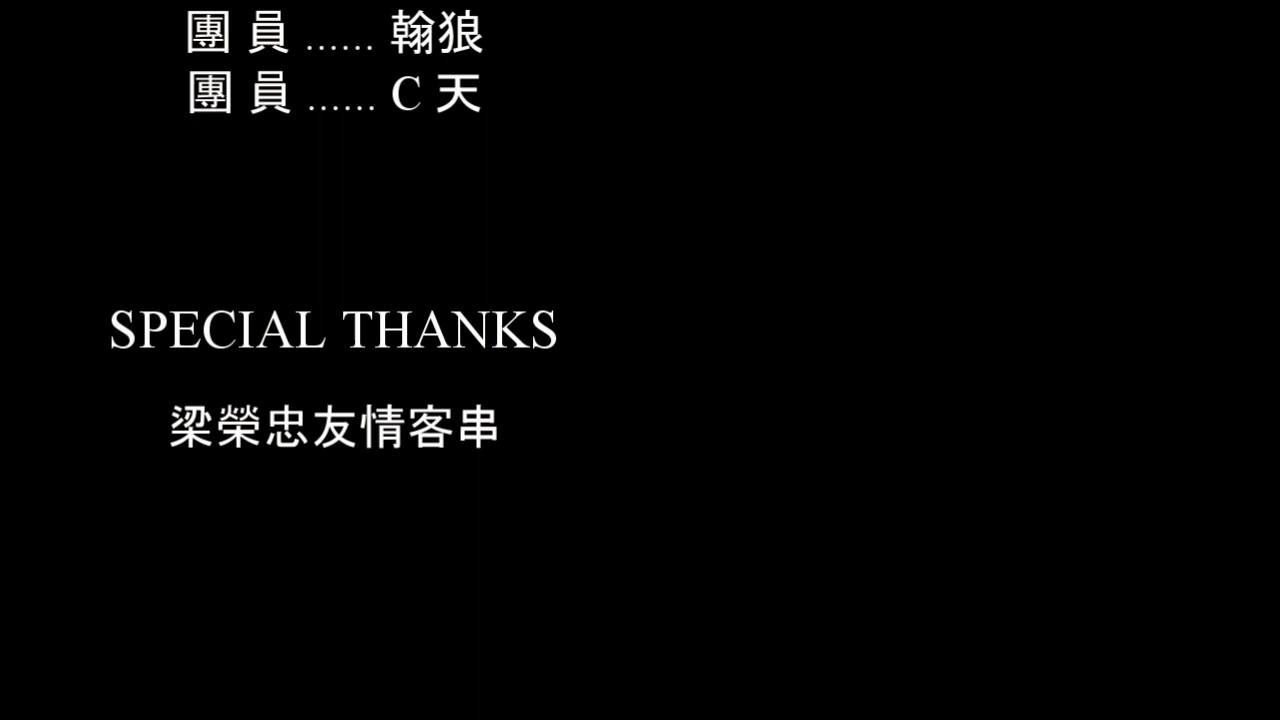 團 員 ...... 翰狼
團 員 ...... C 天
SPECIAL THANKS
梁榮忠友情客串